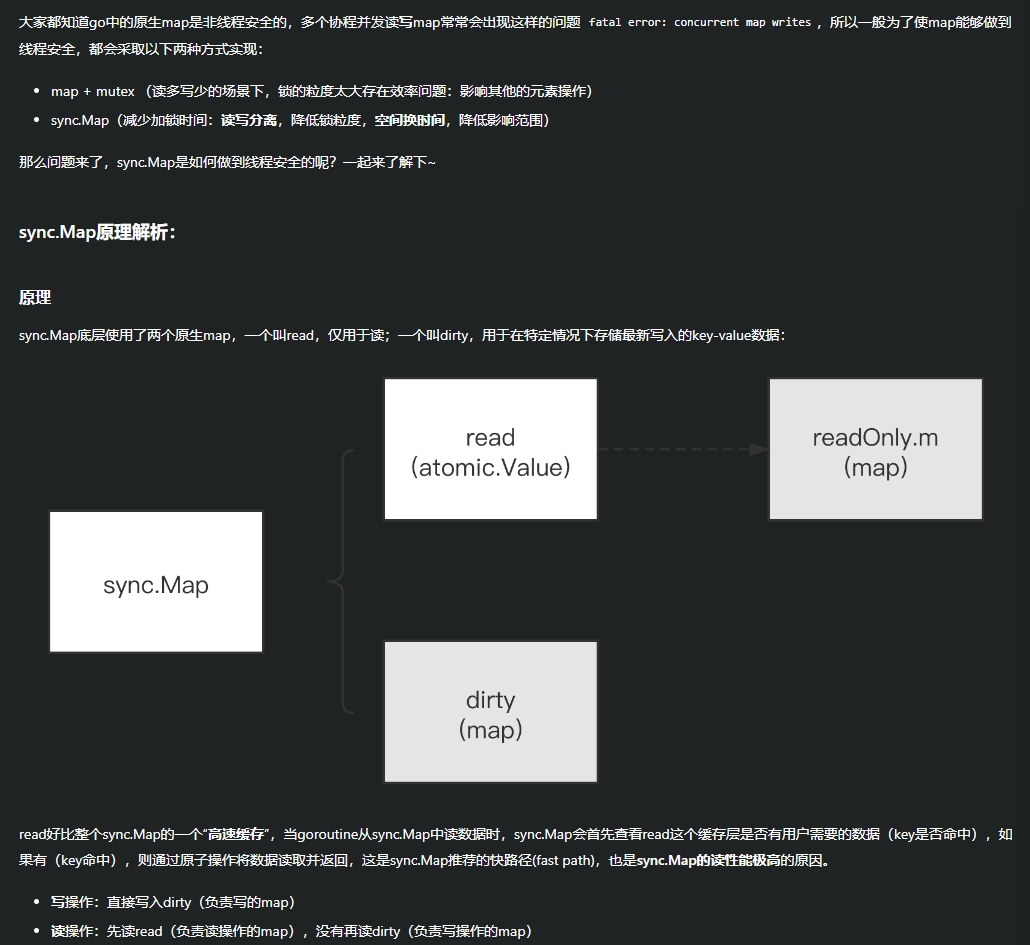 大家都知道go中的原生map是非线程安全的，多个协程并发读写map常常会出现这样的问题 fatal error: concurrent map writes ，所以一般为了使map能够做到
线程安全，都会采取以下两种方式实现：
• map + mutex （读多写少的场景下，锁的粒度太大存在效率问题：影响其他的元素操作）
• sync.Map（减少加锁时间：读写分离，降低锁粒度，空间换时间，降低影响范围）
那么问题来了，sync.Map是如何做到线程安全的呢？一起来了解下~
sync.Map原理解析：
原理
sync.Map底层使用了两个原生map，一个叫read，仅用于读；一个叫dirty，用于在特定情况下存储最新写入的key-value数据：
read
(atomic.Value)
readOnly.m
(map)
sync.Map
dirty
(map)
read好比整个sync.Map的一个“高速缓存”，当goroutine从sync.Map中读数据时，sync.Map会首先查看read这个缓存层是否有用户需要的数据（key是否命中），如
果有（key命中），则通过原子操作将数据读取并返回，这是sync.Map推荐的快路径(fast path)，也是sync.Map的读性能极高的原因。
• 写操作：直接写入dirty（负责写的map）
• 读操作：先读read（负责读操作的map），没有再读dirty（负责写操作的map）